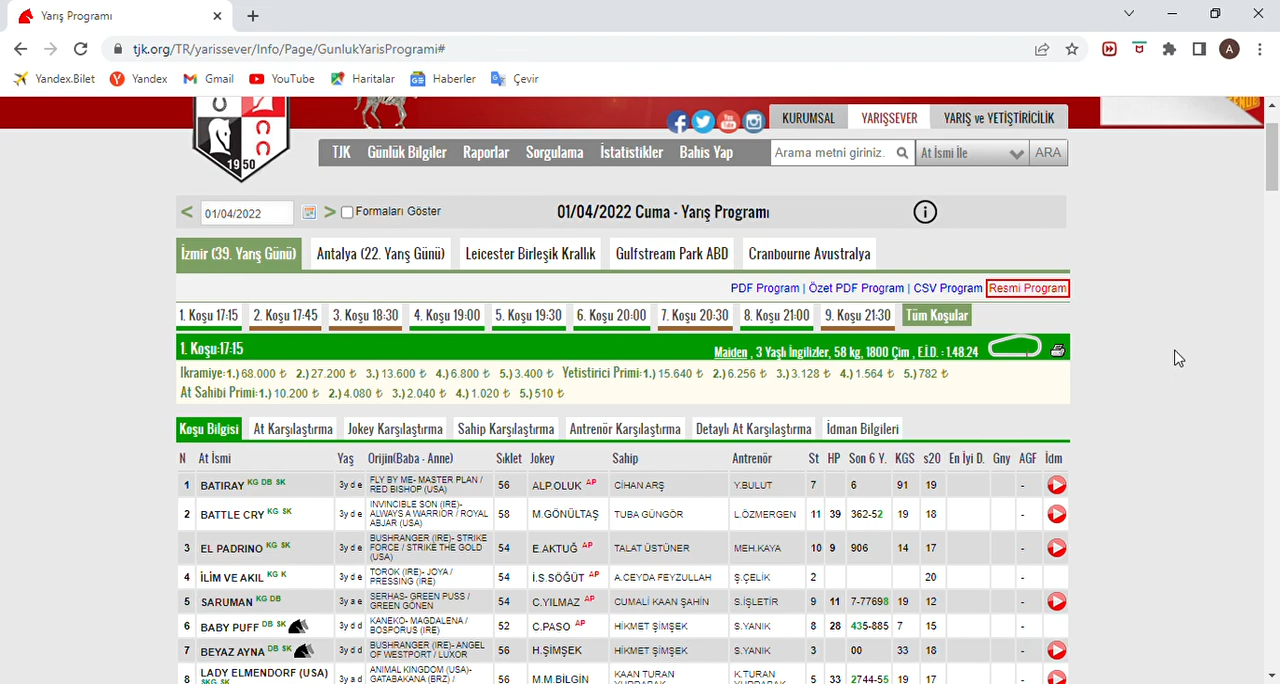 Yarış Programı
tjk.org/TR/yarissever/Info/Page/GunlukYarisProgrami#
A
Yandex.Bilet Yandex Gmail YouTube Haritalar Haberler Çevir
1950
KURUMSAL YARIŞSEVER YARIŞ ve YETİŞTİRİCİLİK
TJK Günlük Bilgiler Raporlar Sorgulama İstatistikler Bahis Yap Arama metni giriniz. At İsmi İle ARA
< 01/04/2022 > Formaları Göster 01/04/2022 Cuma - Yarış Programı
İzmir (39. Yarış Günü) Antalya (22. Yarış Günü) Leicester Birleşik Krallık Gulfstream Park ABD Cranbourne Avustralya
PDF Program | Özet PDF Program | CSV Program Resmi Program
1. Koşu 17:15 2. Koşu 17:45 3. Koşu 18:30 4. Koşu 19:00 5. Koşu 19:30 6. Koşu 20:00 7. Koşu 20:30 8. Koşu 21:00 9. Koşu 21:30 Tüm Koşular
1. Koşu:17:15 Maiden , 3 Yaşlı İngilizler, 58 kg, 1800 Çim , E.İ.D. : 1.48.24
Ikramiye:1.) 68.000 ₺ 2.) 27.200 ₺ 3.) 13.600 ₺ 4.) 6.800 ₺ 5.) 3.400 ₺ Yetistirici Primi:1.) 15.640 ₺ 2.) 6.256 ₺ 3.) 3.128 ₺ 4.) 1.564 ₺ 5.) 782 ₺
At Sahibi Primi:1.) 10.200 ₺ 2.) 4.080 ₺ 3.) 2.040 ₺ 4.) 1.020 ₺ 5.) 510 ₺
Koşu Bilgisi At Karşılaştırma Jokey Karşılaştırma Sahip Karşılaştırma Antrenör Karşılaştırma Detaylı At Karşılaştırma İdman Bilgileri
N At İsmi Yaş Orijin(Baba - Anne) Sıklet Jokey Sahip Antrenör St HP Son 6 Y. KGS s20 En İyi D. Gny AGF İdm
1 BATIRAY KG DB SK 3y d e FLY BY ME- MASTER PLAN / RED BISHOP (USA) 56 ALP.OLUK AP CİHAN ARŞ Y.BULUT 7 6 91 19 -
2 BATTLE CRY KG SK 3y d e INVINCIBLE SON (IRE)- ALWAYS A WARRIOR / ROYAL ABJAR (USA) 58 M.GÖNÜLTAŞ TUBA GÜNGÖR L.ÖZMERGEN 11 39 362-52 19 18 -
3 EL PADRINO KG SK 3y d e BUSHRANGER (IRE)- STRIKE FORCE / STRIKE THE GOLD (USA) 54 E.AKTUĞ AP TALAT ÜSTÜNER MEH.KAYA 10 9 906 14 17 -
4 İLİM VE AKIL KG K 3y d e TOROK (IRE)- JOYA / PRESSING (IRE) 54 İ.S.SÖĞÜT AP A.CEYDA FEYZULLAH Ş.ÇELİK 2 20 -
5 SARUMAN KG DB 3y a e SERHAS- GREEN PUSS / GREEN GÖNEN 54 C.YILMAZ AP CUMALİ KAAN ŞAHİN S.İŞLETİR 9 11 7-77698 19 12 -
6 BABY PUFF DB SK 3y d d KANEKO- MAGDALENA / BOSPORUS (IRE) 52 C.PASO AP HİKMET ŞİMŞEK S.YANIK 8 28 435-885 7 15 -
7 BEYAZ AYNA DB SK 3y d d BUSHRANGER (IRE)- ANGEL OF WESTPORT / LUXOR 56 H.ŞİMŞEK HİKMET ŞİMŞEK S.YANIK 3 00 33 18 -
8 LADY ELMENDORF (USA) SKG SK 3y a d ANIMAL KINGDOM (USA)- GATABAKANA (BRZ) / 56 M.M.BİLGİN KAAN TURAN K.TURAN 5 33 2744-55 19 17 -